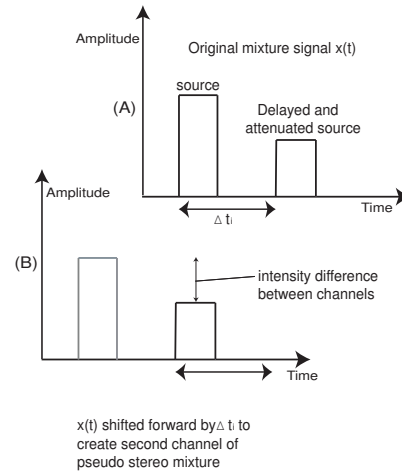 Amplitude
Original mixture signal x(t)
source
(A)
Delayed and
attenuated source
Time
Δ tᵢ
Amplitude
(B)
intensity difference
between channels
Time
x(t) shifted forward by Δ tᵢ to
create second channel of
pseudo stereo mixture